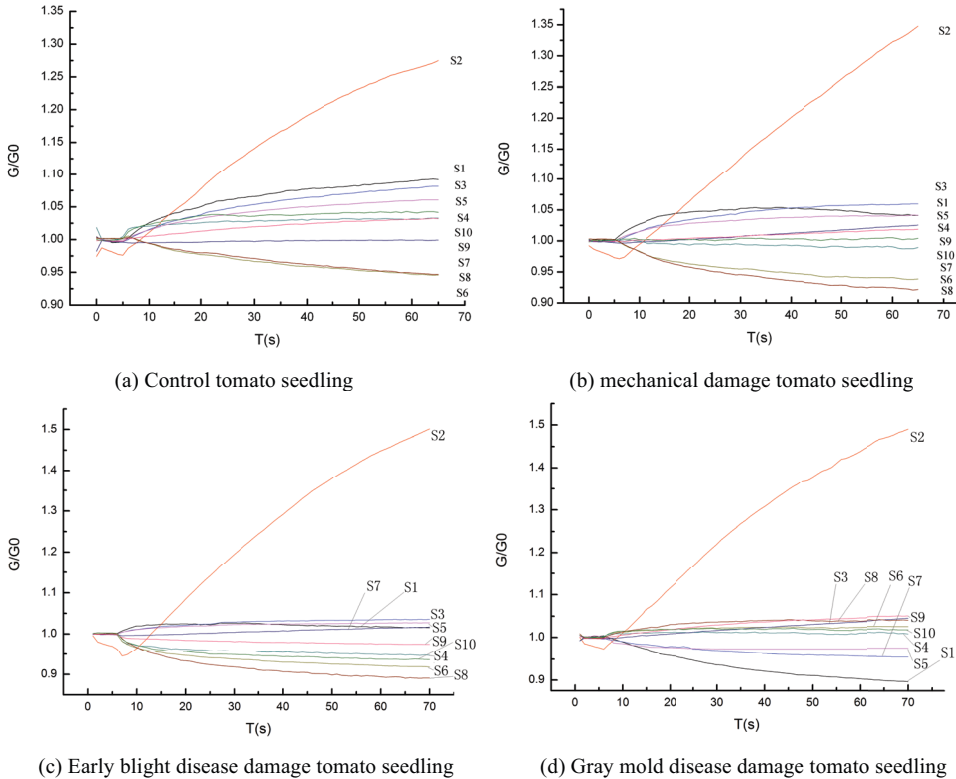 1.35
1.30
1.25
1.20
1.15
1.10
1.05
1.00
0.95
0.90
G/G0
S2
S1
S3
S5
S4
S10
S9
S7
S8
S6
0 10 20 30 40 50 60 70
T(s)
(a) Control tomato seedling
1.35
1.30
1.25
1.20
1.15
1.10
1.05
1.00
0.95
0.90
G/G0
S2
S3
S1
S5
S4
S9
S10
S7
S6
S8
0 10 20 30 40 50 60 70
T(s)
(b) mechanical damage tomato seedling
1.5
1.4
1.3
1.2
1.1
1.0
0.9
G/G0
S2
S7 S1
S3
S5
S9 S10
S4
S6
S8
0 10 20 30 40 50 60 70
T(s)
(c) Early blight disease damage tomato seedling
1.5
1.4
1.3
1.2
1.1
1.0
0.9
G/G0
S2
S3 S8 S6 S7
S9
S10
S4
S5 S1
0 10 20 30 40 50 60 70
T(s)
(d) Gray mold disease damage tomato seedling